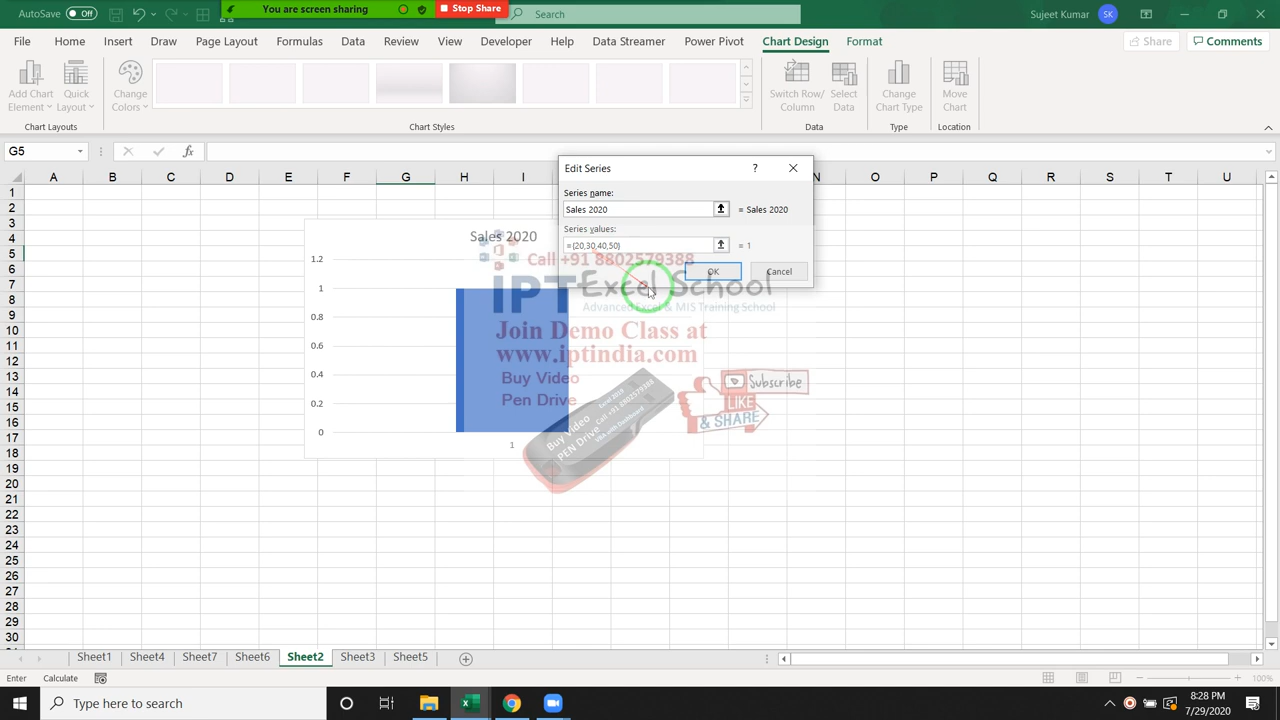 AutoSave Off
You are screen sharing
Stop Share
Search
Sujeet Kumar
SK
File Home Insert Draw Page Layout Formulas Data Review View Developer Help Data Streamer Power Pivot Chart Design Format
Share
Comments
Add Chart
Element
Quick
Layout
Change
Colors
Switch Row/
Column
Select
Data
Change
Chart Type
Move
Chart
Chart Layouts
Chart Styles
Data
Type
Location
G5
fx
Edit Series
?
Series name:
Sales 2020
= Sales 2020
Series values:
={20,30,40,50}
= 1
OK
Cancel
A B C D E F G H I N O P Q R S T U
1
2
3
4
5
6
7
8
9
10
11
12
13
14
15
16
17
18
19
20
21
22
23
24
25
26
27
28
29
30
Sales 2020
1.2
1
0.8
0.6
0.4
0.2
0
1
Call +91 8802579388
iPT Excel School
Advanced Excel & MIS Training School
Join Demo Class at
www.iptindia.com
Buy Video
Pen Drive
Buy Video
PEN Drive
Call +91 8802579388
Subscribe
LIKE
& SHARE
Sheet1 Sheet4 Sheet7 Sheet6 Sheet2 Sheet3 Sheet5
Enter Calculate
100%
Type here to search
8:28 PM
7/29/2020